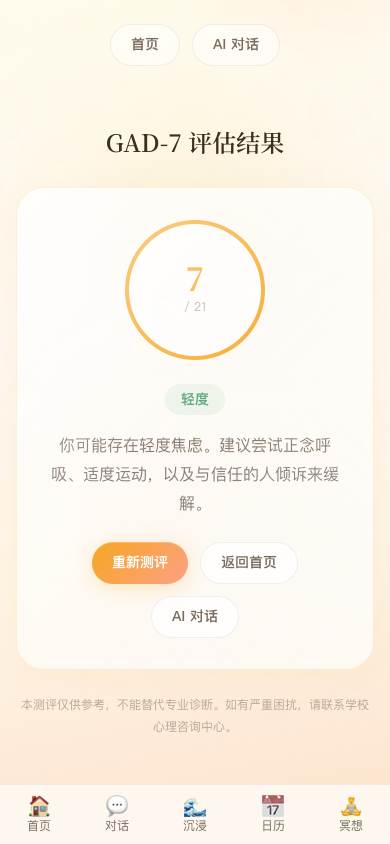 首页
AI 对话
GAD-7 评估结果
7
/ 21
轻度
你可能存在轻度焦虑。建议尝试正念呼
吸、适度运动，以及与信任的人倾诉来缓
解。
重新测评
返回首页
AI 对话
本测评仅供参考，不能替代专业诊断。如有严重困扰，请联系学校
心理咨询中心。
17
首页
对话
沉浸
日历
冥想